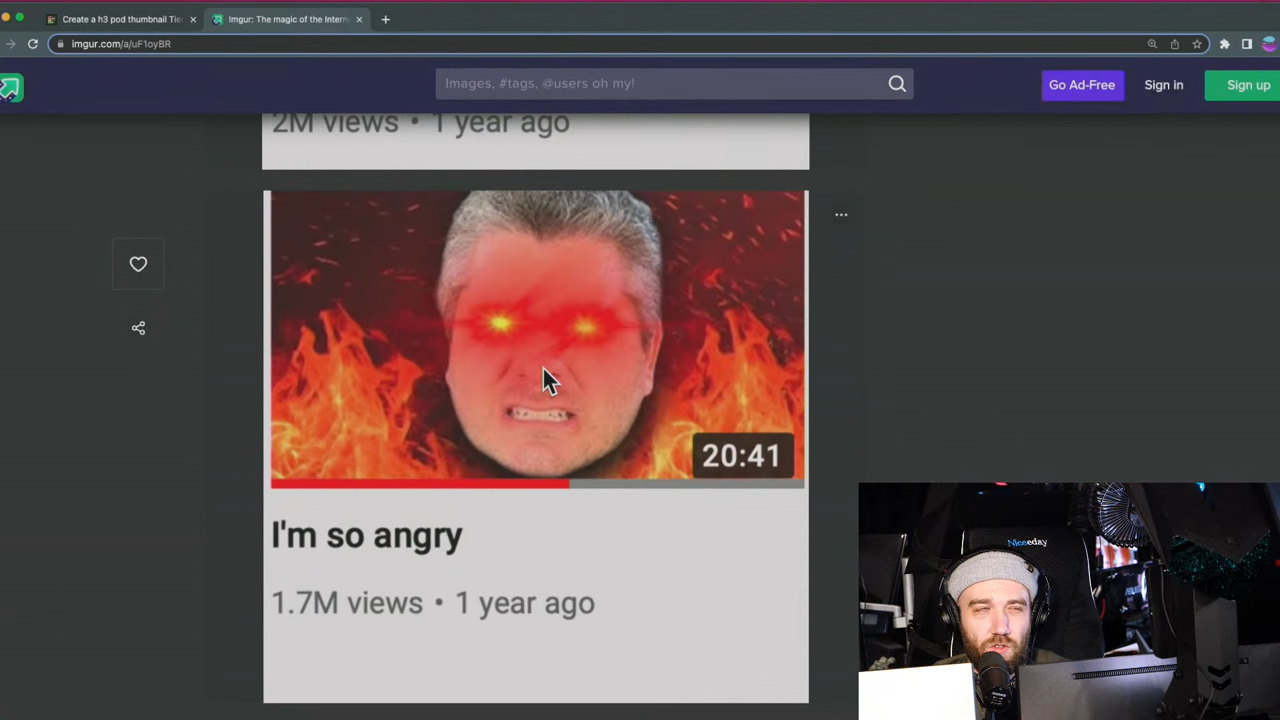 Create a h3 pod thumbnail Tie
Imgur: The magic of the Intern
imgur.com/a/uF1oyBR
Images, #tags, @users oh my!
Go Ad-Free
Sign in
Sign up
2M views • 1 year ago
20:41
I'm so angry
1.7M views • 1 year ago
Niceday